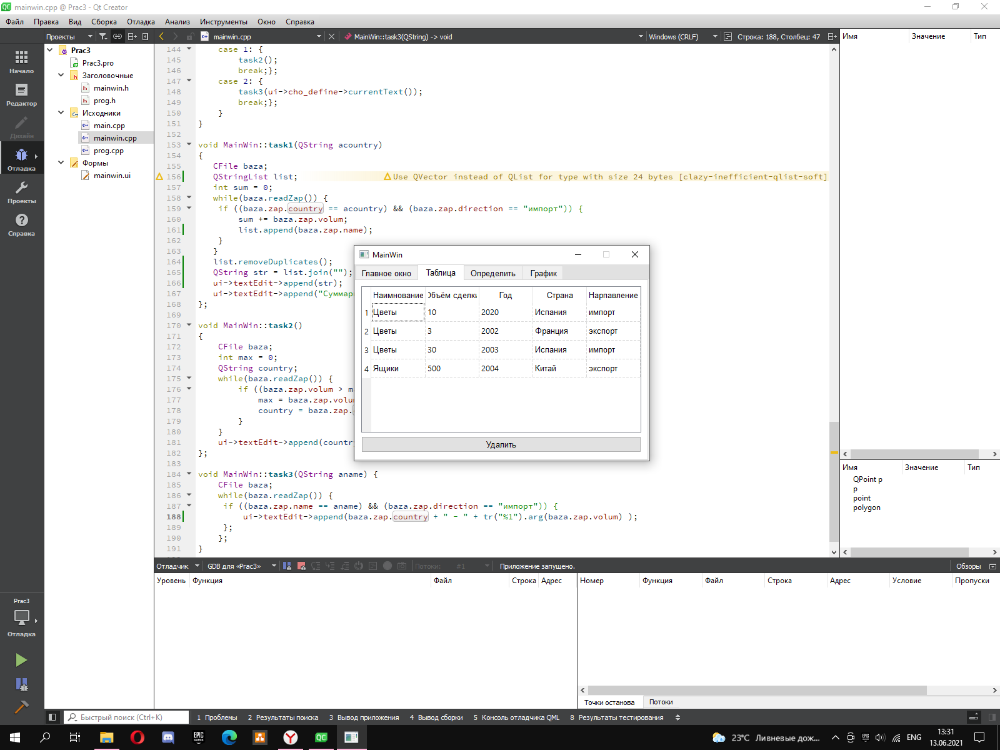 mainwin.cpp @ Prac3 - Qt Creator
Файл Правка Вид Сборка Отладка Анализ Инструменты Окно Справка
Проекты
mainwin.cpp
MainWin::task3(QString) -> void
Windows (CRLF)
Строка: 188, Столбец: 47
Имя Значение Тип
Начало
Редактор
Дизайн
Отладка
Проекты
Справка
Prac3
Prac3.pro
Заголовочные
mainwin.h
prog.h
Исходники
main.cpp
mainwin.cpp
prog.cpp
Формы
mainwin.ui
144 case 1: {
145 task2();
146 break;};
147 case 2: {
148 task3(ui->cho_define->currentText());
149 break;};
150 }
151 }
152
153 void MainWin::task1(QString acountry)
154 {
155 CFile baza;
156 QStringList list; Use QVector instead of QList for type with size 24 bytes [clazy-inefficient-qlist-soft]
157 int sum = 0;
158 while(baza.readZap()) {
159 if ((baza.zap.country == acountry) && (baza.zap.direction == "импорт")) {
160 sum += baza.zap.volum;
161 list.append(baza.zap.name);
162 }
163 }
164 list.removeDuplicates();
165 QString str = list.join("");
166 ui->textEdit->append(str);
167 ui->textEdit->append("Суммар
168 };
169
170 void MainWin::task2()
171 {
172 CFile baza;
173 int max = 0;
174 QString country;
175 while(baza.readZap()) {
176 if ((baza.zap.volum > m
177 max = baza.zap.volu
178 country = baza.zap.
179 }
180 }
181 ui->textEdit->append(countr
182 };
183
184 void MainWin::task3(QString aname) {
185 CFile baza;
186 while(baza.readZap()) {
187 if ((baza.zap.name == aname) && (baza.zap.direction == "импорт")) {
188 ui->textEdit->append(baza.zap.country + " - " + tr("%1").arg(baza.zap.volum) );
189 };
190 };
191 }
MainWin
Главное окно Таблица Определить График
Наимнование Объём сделки Год Страна Нарпавление
1 Цветы 10 2020 Испания импорт
2 Цветы 3 2002 Франция экспорт
3 Цветы 30 2003 Испания импорт
4 Ящики 500 2004 Китай экспорт
Удалить
Имя Значение Тип
QPoint p
p
point
polygon
Отладчик GDB для «Prac3» Потоки: #1 Приложение запущено. Обзоры
Уровень Функция Файл Строка Адрес
Номер Функция Файл Строка Адрес Условие Пропуски
Prac3
Отладка
Точки останова Потоки
Быстрый поиск (Ctrl+K)
1 Проблемы 2 Результаты поиска 3 Вывод приложения 4 Вывод сборки 5 Консоль отладчика QML 8 Результаты тестирования
QC
23°C Ливневые дож...
ENG
13:31
13.06.2021